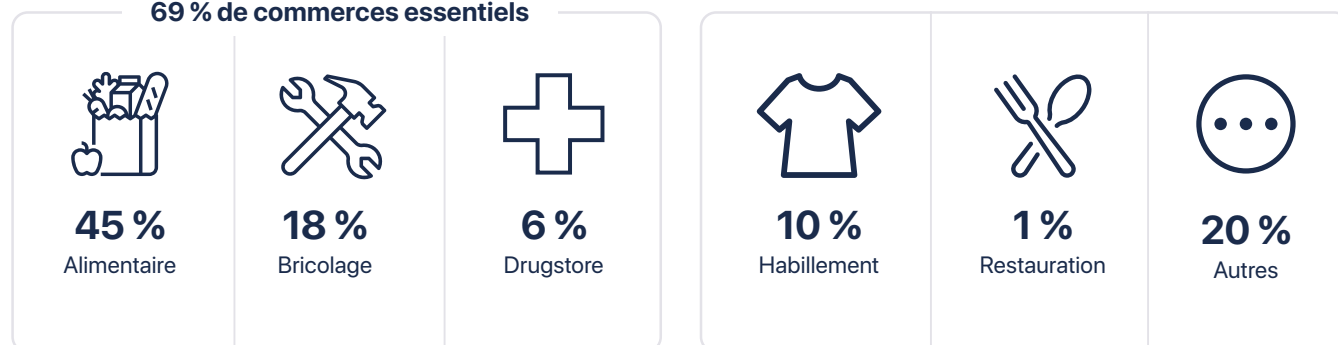 69 % de commerces essentiels
45 %
Alimentaire
18 %
Bricolage
6 %
Drugstore
10 %
Habillement
1 %
Restauration
20 %
Autres